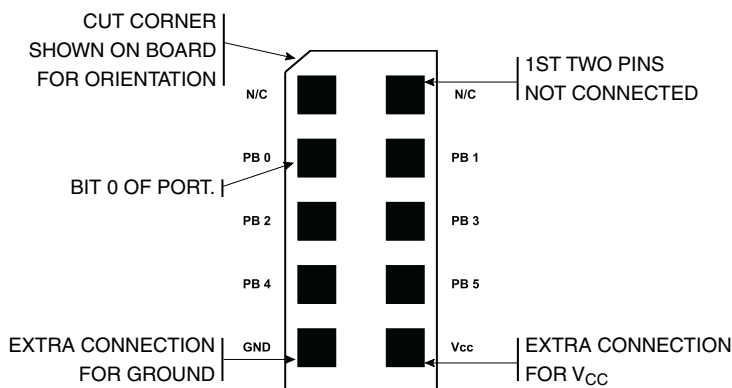 CUT CORNER
SHOWN ON BOARD
FOR ORIENTATION
1ST TWO PINS
NOT CONNECTED
N/C
N/C
PB 0
PB 1
BIT 0 OF PORT.
PB 2
PB 3
PB 4
PB 5
EXTRA CONNECTION
FOR GROUND
GND
Vcc
EXTRA CONNECTION
FOR VCC